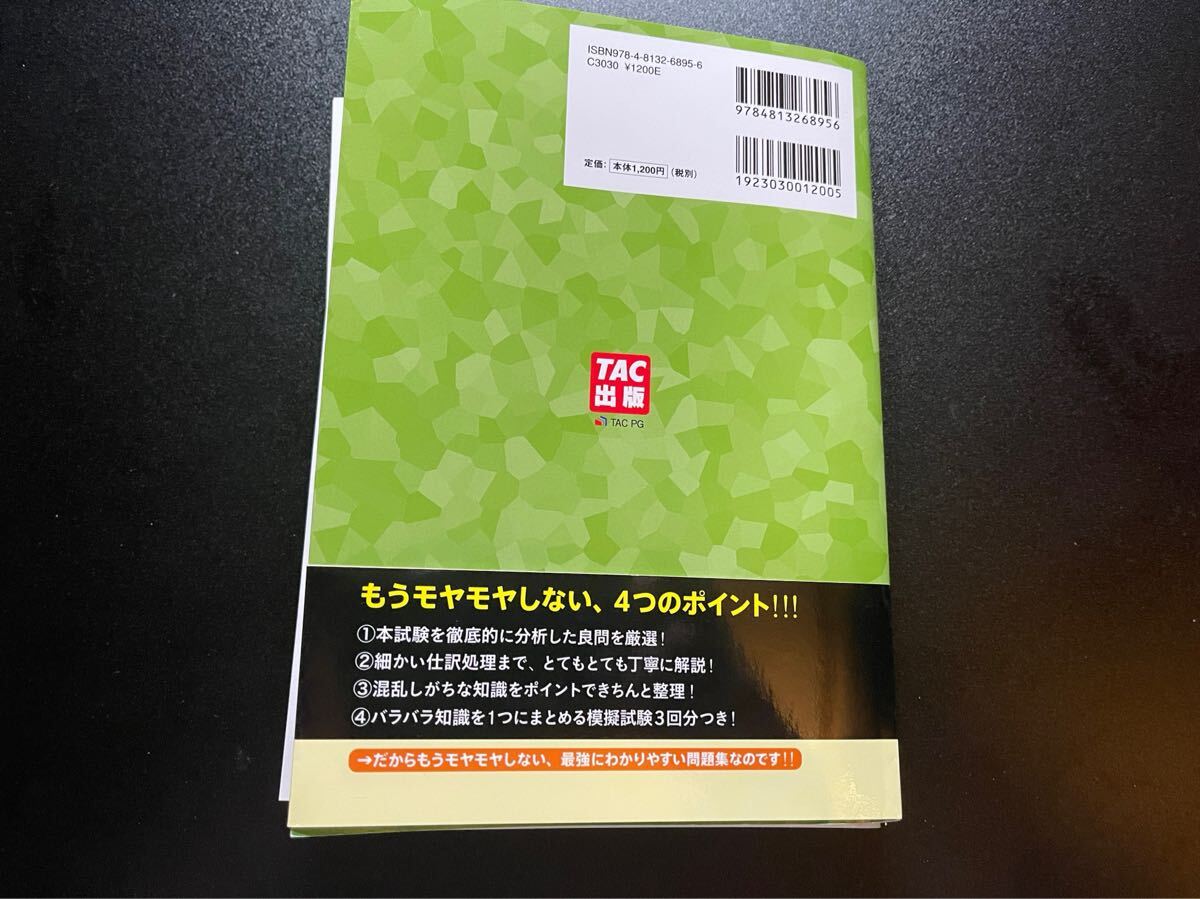 ISBN978-4-8132-6895-6
C3030 ¥1200E
9784813268956
定価：本体1,200円（税別）
1923030012005
TAC
出版
TAC PG
もうモヤモヤしない、4つのポイント!!!
①本試験を徹底的に分析した良問を厳選！
②細かい仕訳処理まで、とてもとても丁寧に解説！
③混乱しがちな知識をポイントできちんと整理！
④バラバラ知識を1つにまとめる模擬試験3回分つき！
→だからもうモヤモヤしない、最強にわかりやすい問題集なのです!!